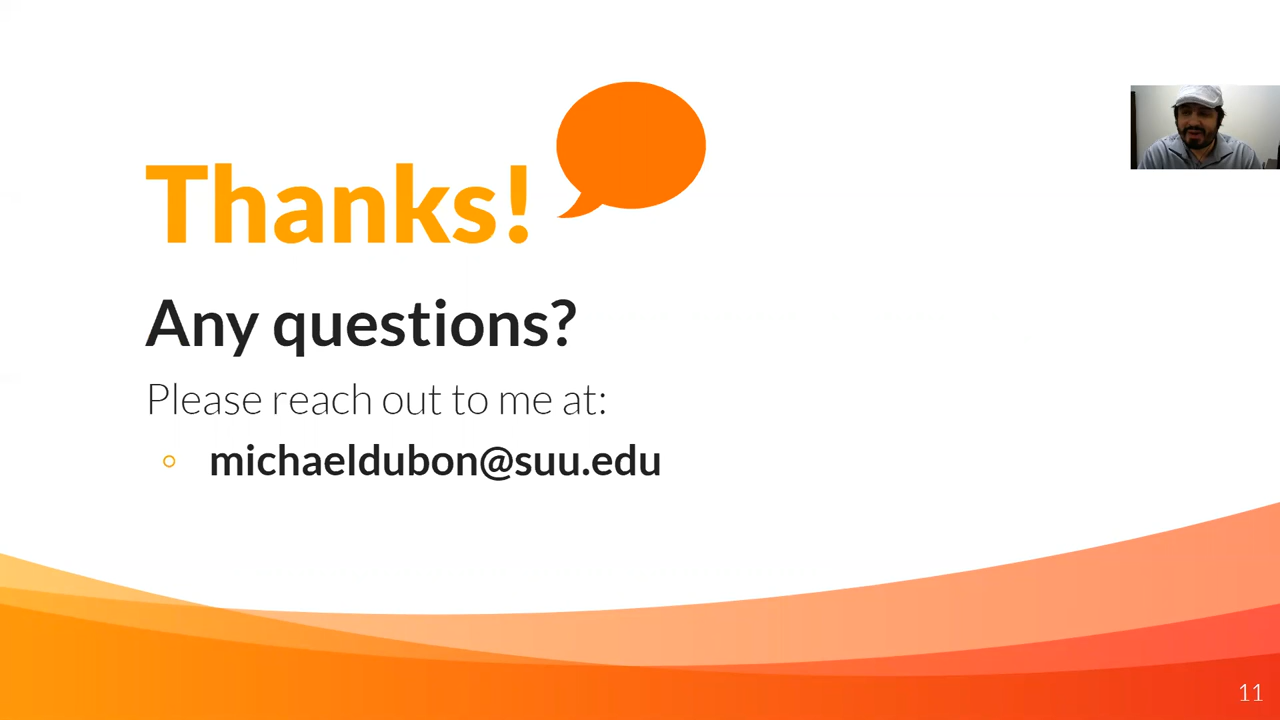 Thanks!
Any questions?
Please reach out to me at:
michaeldubon@suu.edu
11